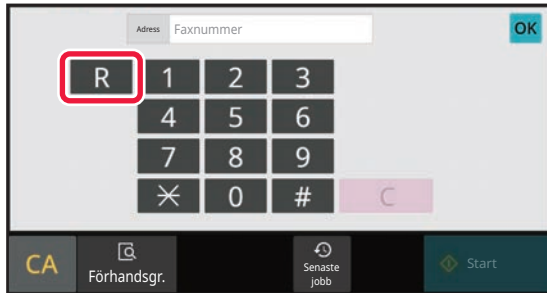 Adress Faxnummer OK
R 1 2 3
4 5 6
7 8 9
* 0 # C
CA Förhandsgr. Senaste
jobb Start